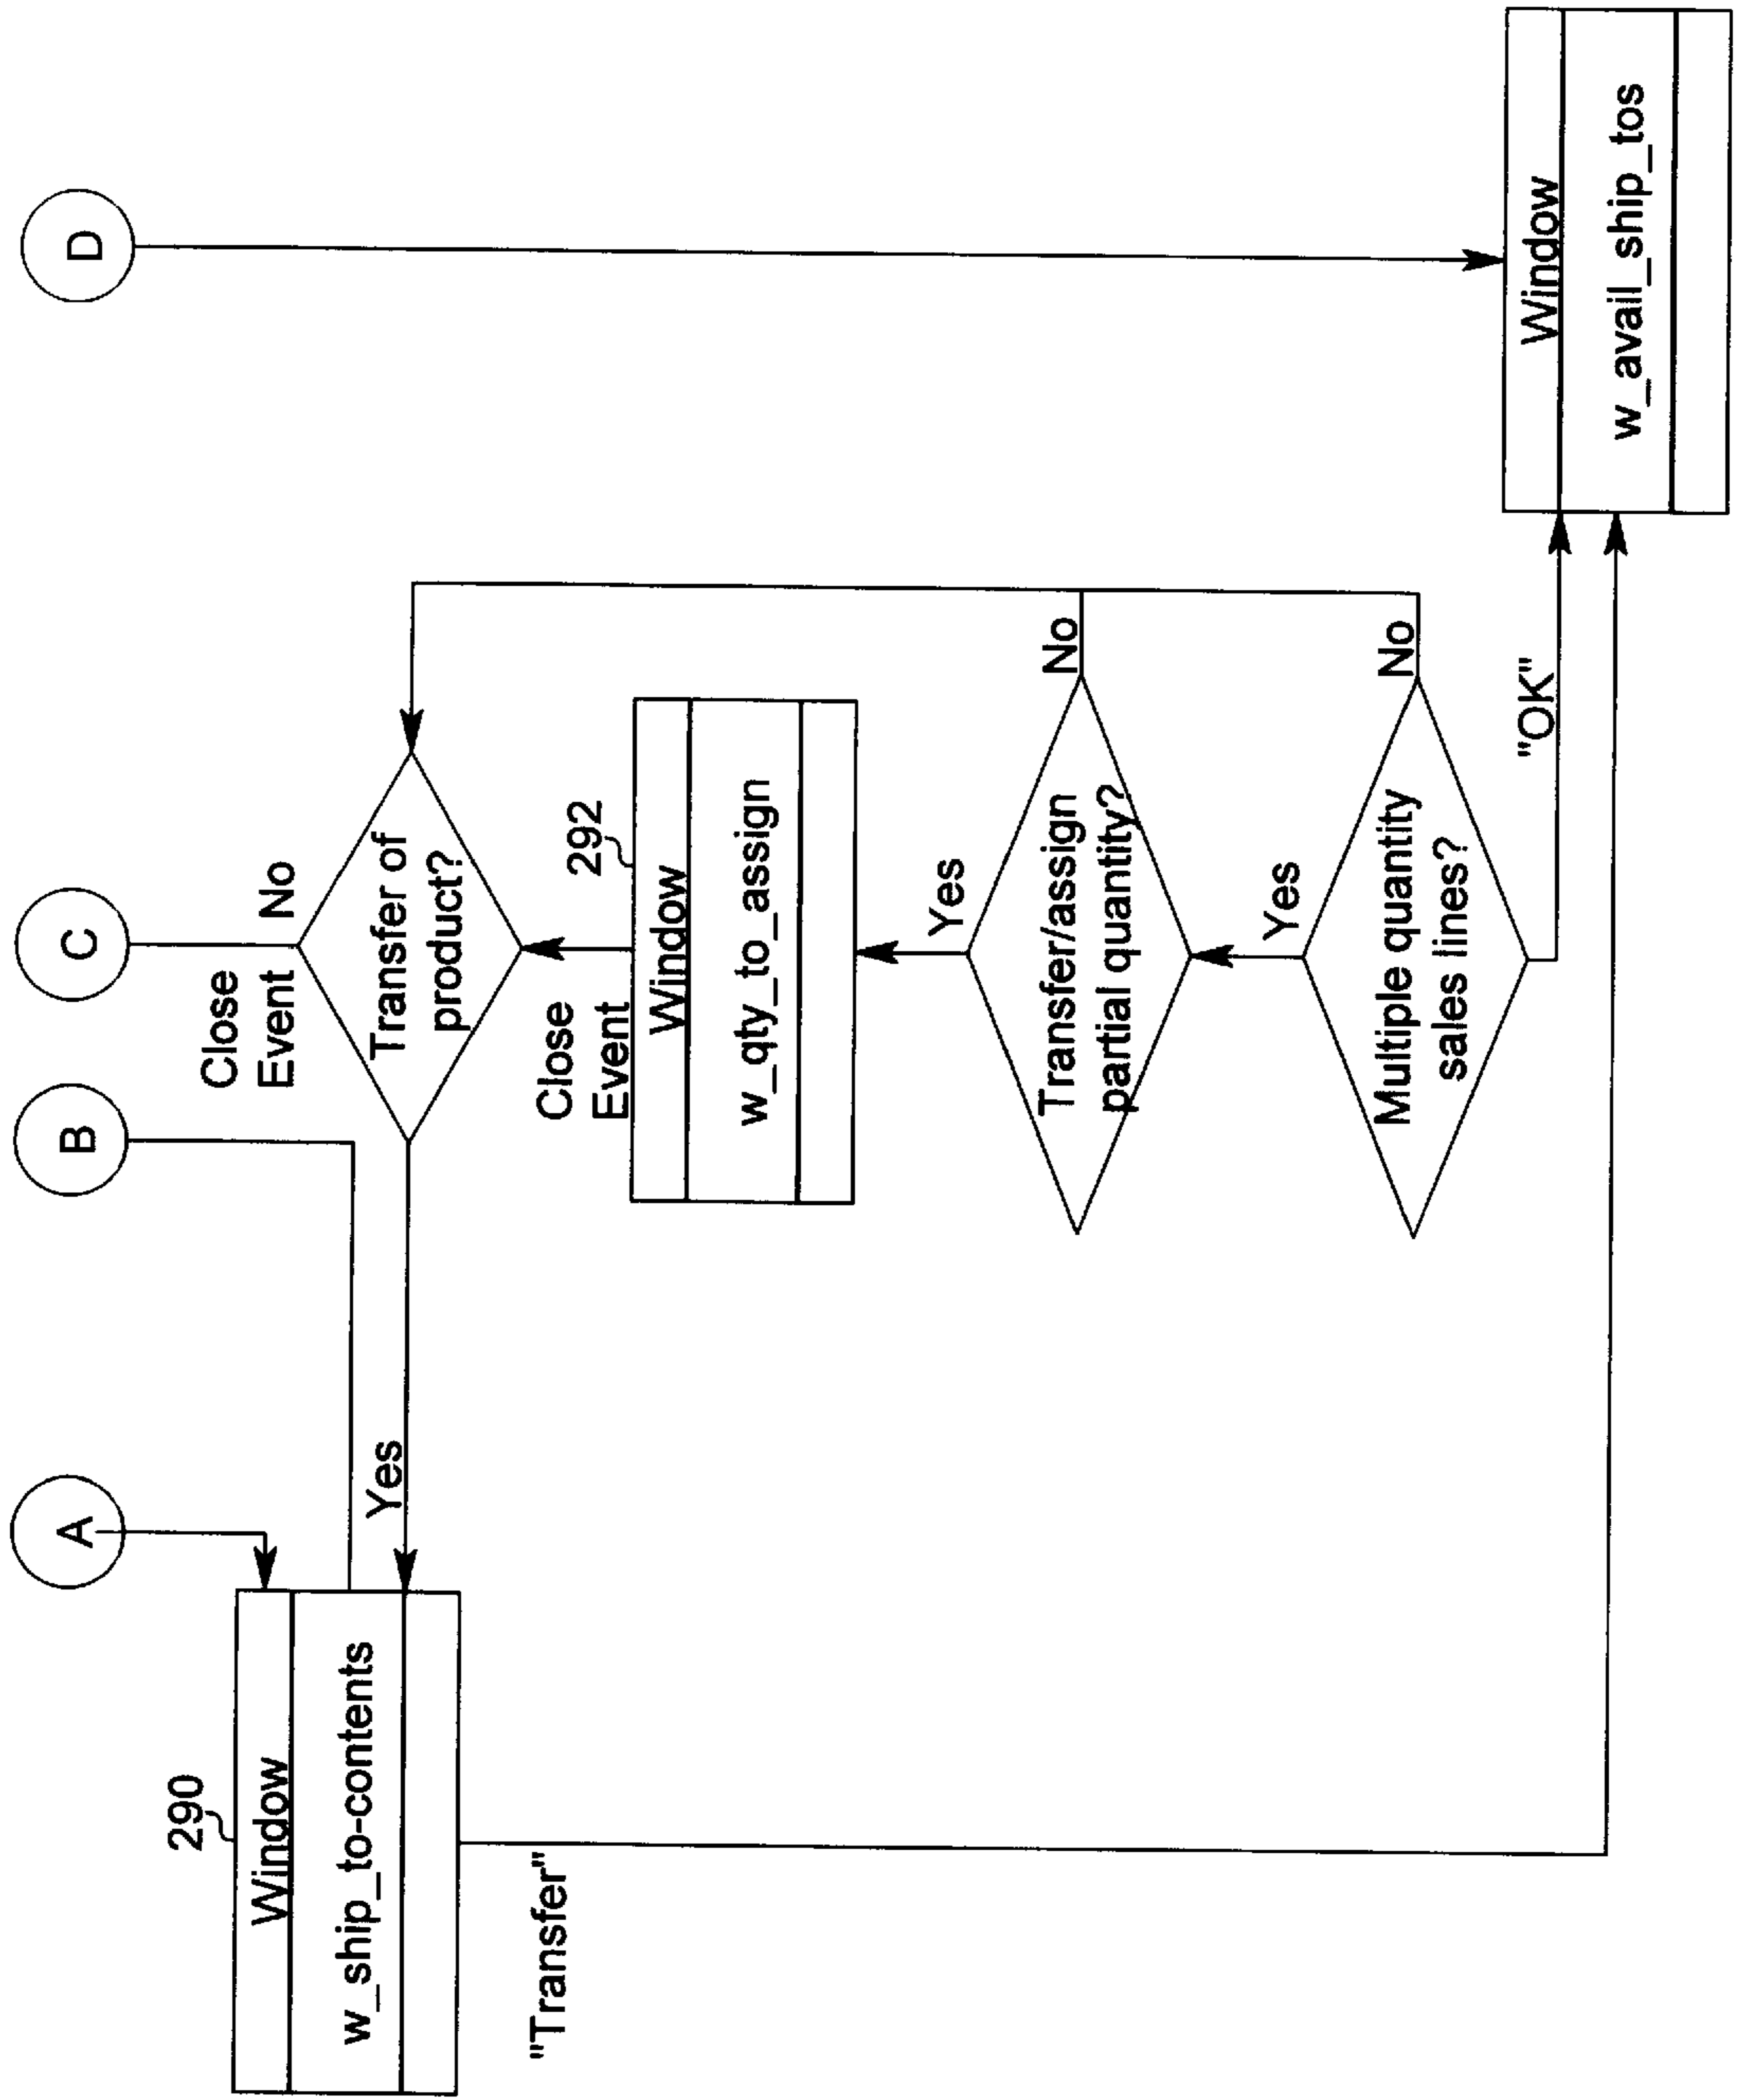 A
B
C
D
290
Window
w_ship_to-contents
"Transfer"
Yes
Close
Event
No
Transfer of
product?
Close
Event
292
Window
w_qty_to_assign
Yes
Transfer/assign
partial quantity?
No
Yes
Multiple quantity
sales lines?
No
"OK"
Window
w_avail_ship_tos